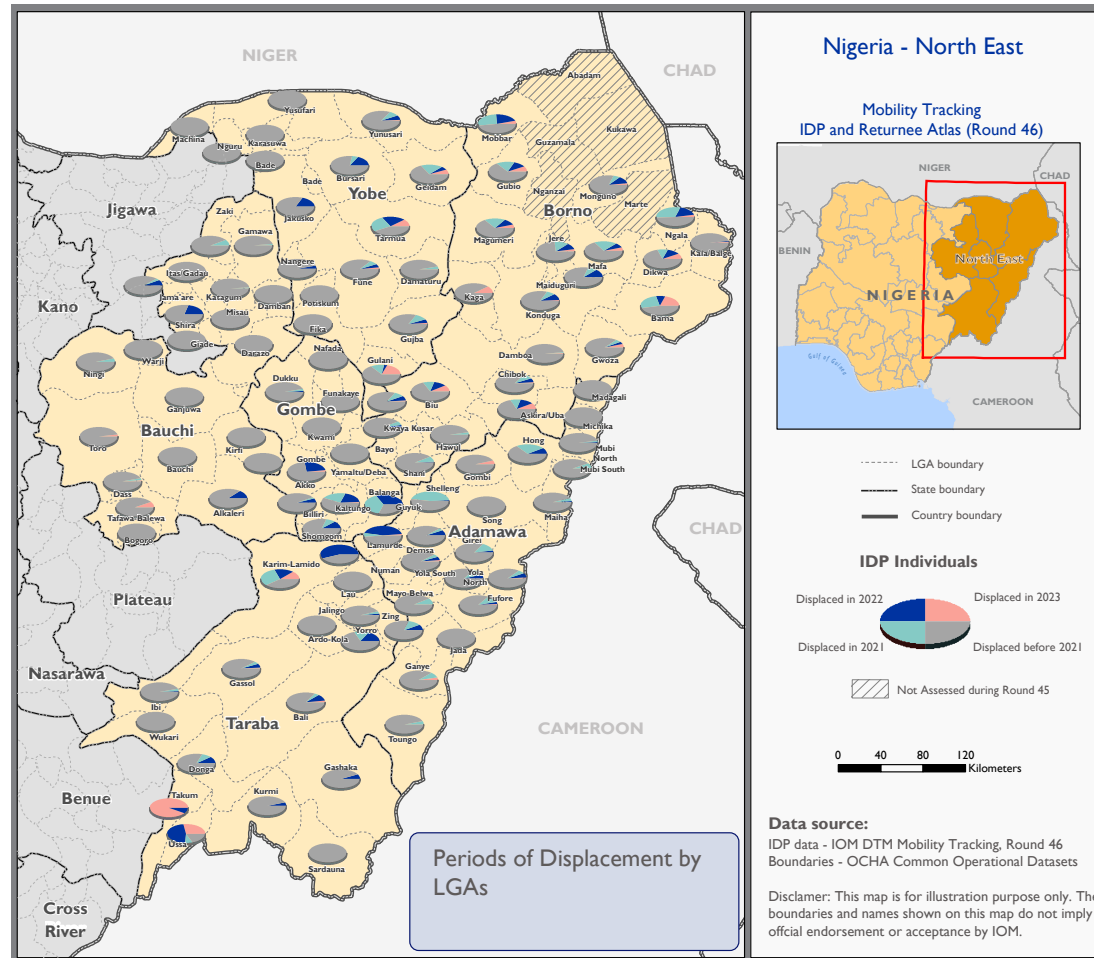 NIGER
CHAD
Abadam
Yosufari
Kukawa
Machina
Karasuwa
Yunusari
Mobbar
Guzamala
Nguru
Bade
Bursari
Geidam
Gubio
Bade
Yobe
Nganzai
Monguno
Marte
Jigawa
Zaki
Jakusko
Borno
Gamawa
Tarmua
Magumeri
Ngala
Jere
Kala/Balge
Itas/Gadau
Nangere
Fune
Damaturu
Mafa
Dikwa
Kano
Jama'are
Katagum
Damban
Potiskum
Kaga
Maiduguri
Shira
Misau
Fika
Konduga
Bama
Giade
Gujba
Ningi
Warji
Darazo
Nafada
Damboa
Gwoza
Gulani
Dukku
Chibok
Ganjuwa
Funakaye
Biu
Madagali
Gombe
Askira/Uba
Bauchi
Kwami
Kwaya Kusar
Michika
Toro
Kirfi
Bayo
Hawul
Hong
Mubi
North
Bauchi
Gombe
Yamaltu/Deba
Shani
Gombi
Mubi South
Dass
Akko
Balanga
Shelleng
Tafawa-Balewa
Alkaleri
Billiri
Kaltungo
Guyuk
Song
Maiha
Bogoro
Shomgom
Adamawa
Lamurde
Demsa
Girei
Karim-Lamido
Numan
Yola South
Yola
North
Plateau
Lau
Mayo-Belwa
Fufore
Jalingo
Zing
Ardo-Kola
Yorro
Jada
Nasarawa
Gassol
Ganye
Ibi
Bali
CAMEROON
Wukari
Taraba
Toungo
Donga
Gashaka
Benue
Takum
Kurmi
Ussa
Sardauna
Cross
River
Periods of Displacement by
LGAs
Nigeria - North East
Mobility Tracking
IDP and Returnee Atlas (Round 46)
NIGER
CHAD
BENIN
North East
NIGERIA
Gulf of Guinea
CAMEROON
LGA boundary
State boundary
Country boundary
CHAD
IDP Individuals
Displaced in 2022
Displaced in 2023
Displaced in 2021
Displaced before 2021
Not Assessed during Round 45
0 40 80 120
Kilometers
Data source:
IDP data - IOM DTM Mobility Tracking, Round 46
Boundaries - OCHA Common Operational Datasets
Disclamer: This map is for illustration purpose only. The
boundaries and names shown on this map do not imply
offcial endorsement or acceptance by IOM.